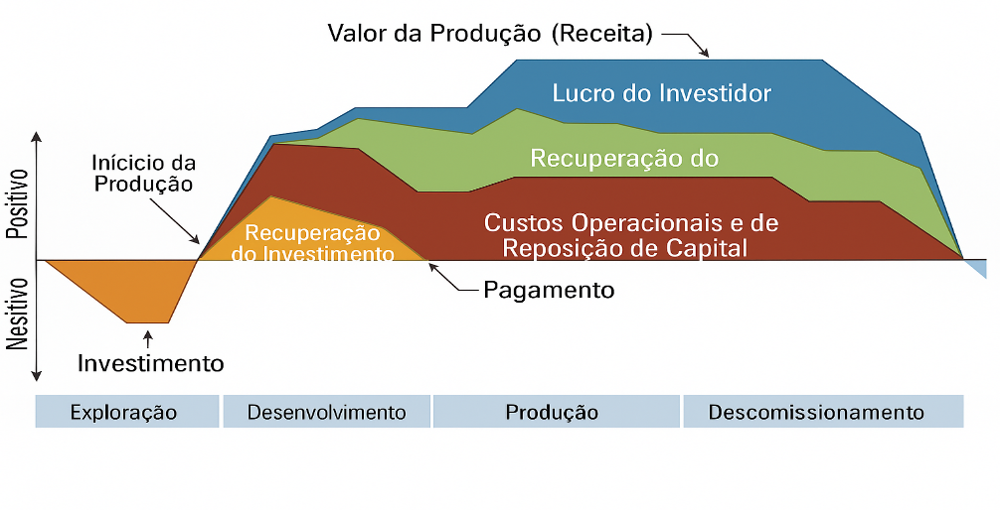 Valor da Produção (Receita)
Lucro do Investidor
Inícicio da
Produção
Recuperação do
Positivo
Custos Operacionais e de
Reposição de Capital
Recuperação
do Investimento
Pagamento
Nesitivo
Investimento
Exploração
Desenvolvimento
Produção
Descomissionamento